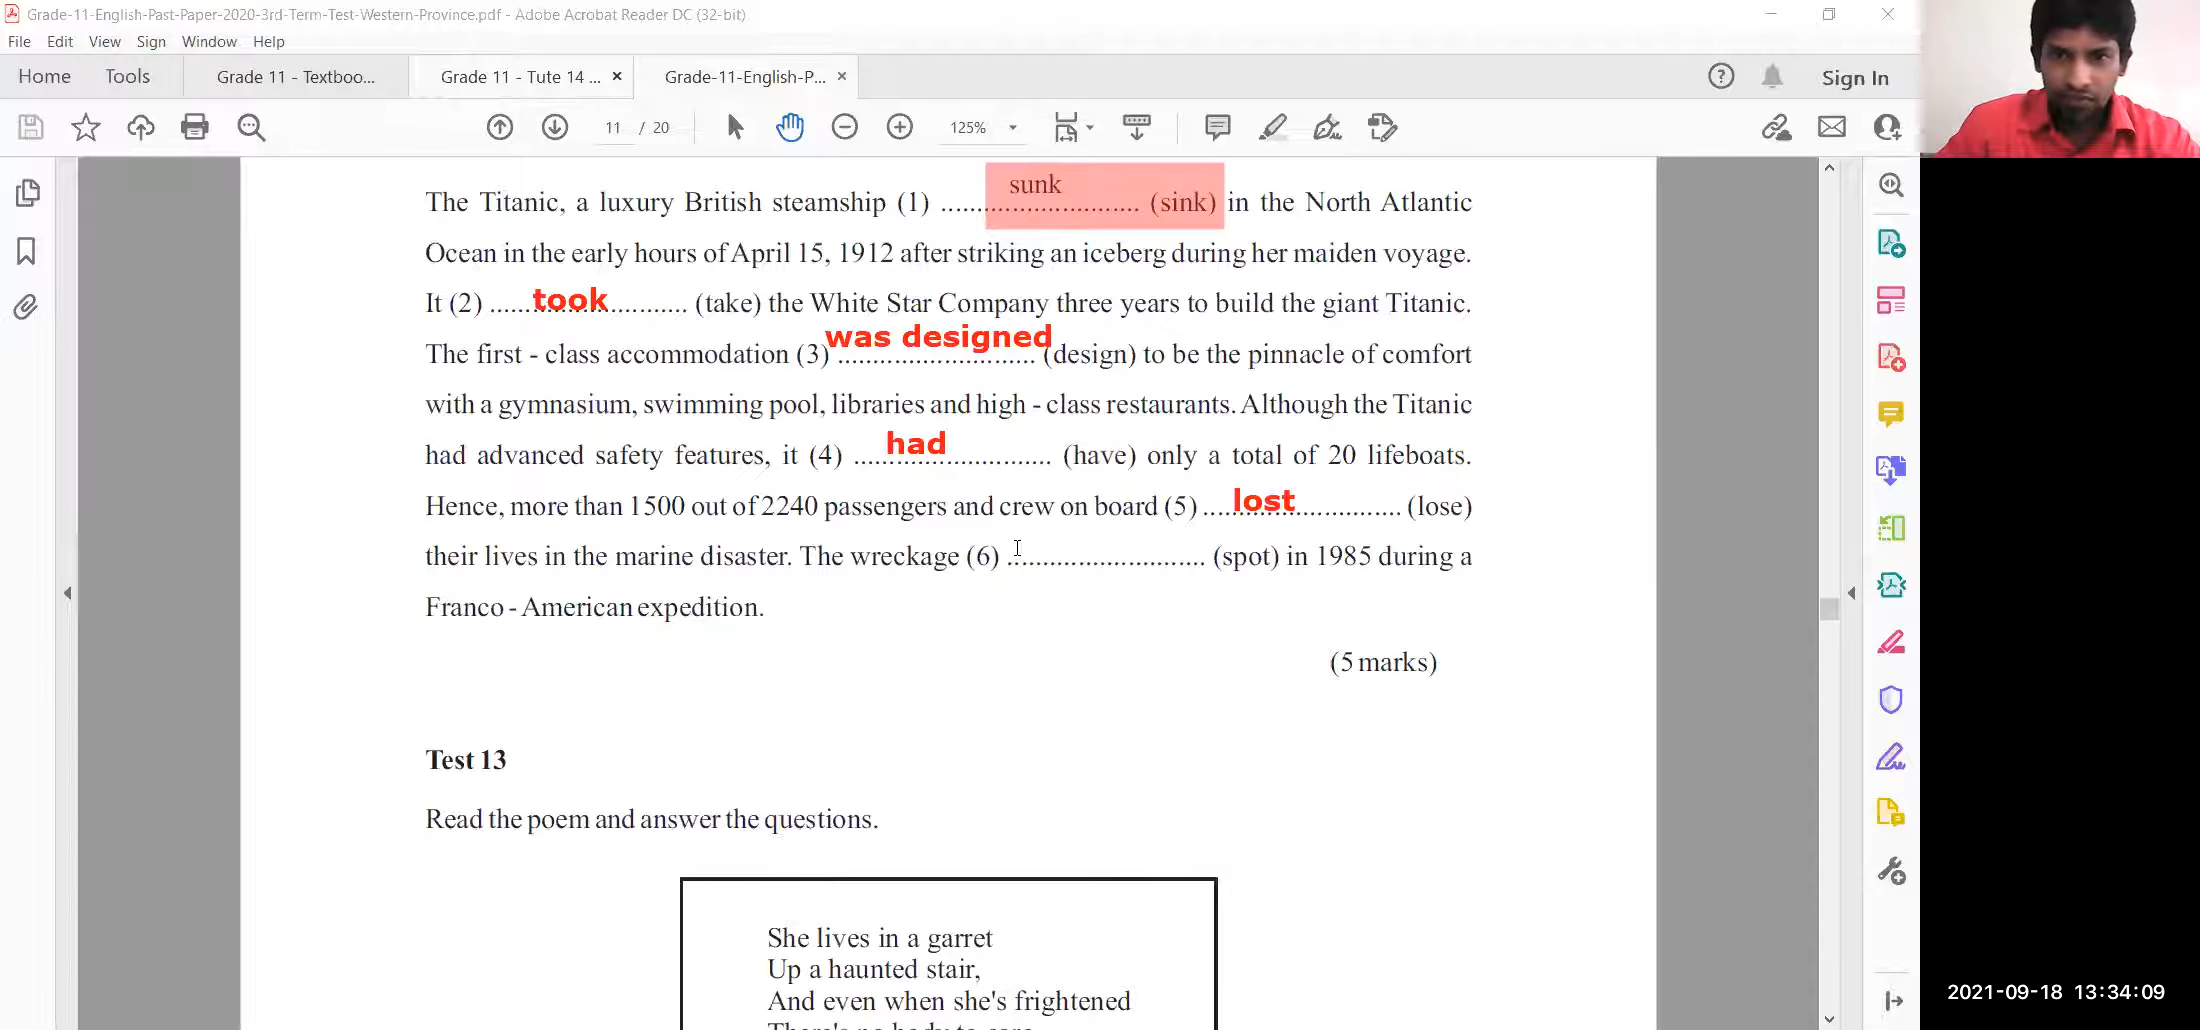 Grade-11-English-Past-Paper-2020-3rd-Term-Test-Western-Province.pdf - Adobe Acrobat Reader DC (32-bit)
File Edit View Sign Window Help
Home Tools Grade 11 - Textboo... Grade 11 - Tute 14 ... × Grade-11-English-P... × Sign In
11 / 20 125%
sunk
The Titanic, a luxury British steamship (1) ............................ (sink) in the North Atlantic
Ocean in the early hours of April 15, 1912 after striking an iceberg during her maiden voyage.
It (2) .....took........... (take) the White Star Company three years to build the giant Titanic.
was designed
The first - class accommodation (3) ............................ (design) to be the pinnacle of comfort
with a gymnasium, swimming pool, libraries and high - class restaurants. Although the Titanic
had
had advanced safety features, it (4) ............................ (have) only a total of 20 lifeboats.
Hence, more than 1500 out of 2240 passengers and crew on board (5) ....lost............... (lose)
their lives in the marine disaster. The wreckage (6) ............................ (spot) in 1985 during a
Franco - American expedition.
(5 marks)
Test 13
Read the poem and answer the questions.
She lives in a garret
Up a haunted stair,
And even when she's frightened
There's no body to care
2021-09-18 13:34:09